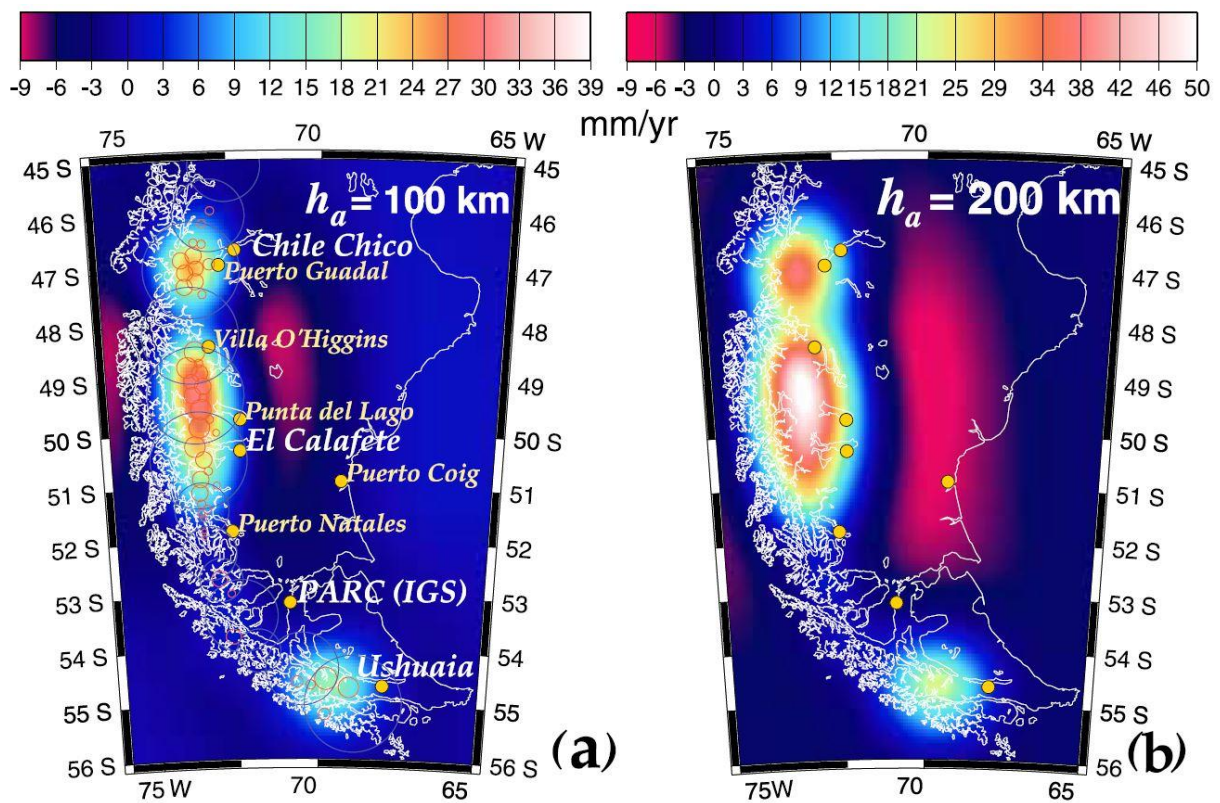 -9 -6 -3 0 3 6 9 12 15 18 21 24 27 30 33 36 39
-9 -6 -3 0 3 6 9 12 15 18 21 25 29 34 38 42 46 50
mm/yr
75 70 65 W
75 70 65 W
45 S 45
46 S 46
47 S 47
48 S 48
49 S 49
50 S 50
51 S 51
52 S 52
53 S 53
54 S 54
55 S 55
56 S
75 W 70 65
45 S
46 S
47 S
48 S
49 S
50 S
51 S
52 S
53 S
54 S
55 S
56
75W 70 65
hₐ = 100 km
Chile Chico
Puerto Guadal
Villa O'Higgins
Punta del Lago
El Calafete
Puerto Coig
Puerto Natales
PARC (IGS)
Ushuaia
(a)
hₐ = 200 km
(b)